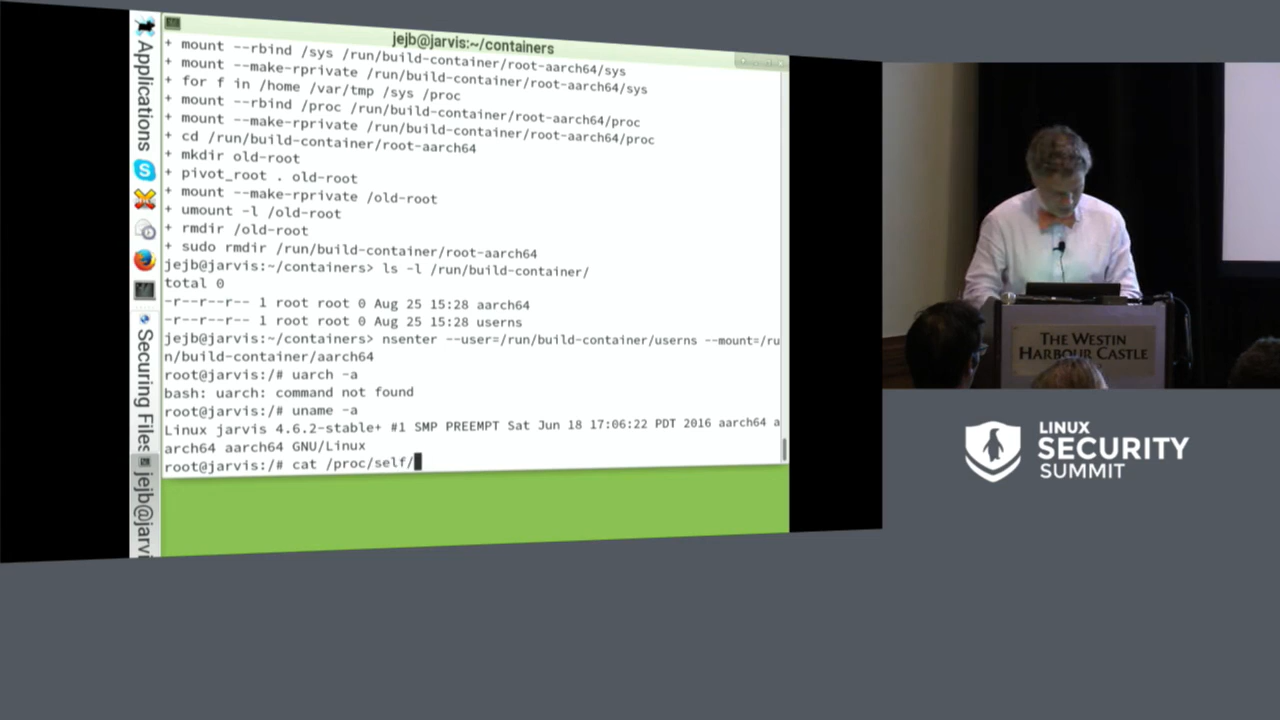 jejb@jarvis:~/containers
+ mount --rbind /sys /run/build-container/root-aarch64/sys
+ mount --make-rprivate /run/build-container/root-aarch64/sys
+ for f in /home /var/tmp /sys /proc
+ mount --rbind /proc /run/build-container/root-aarch64/proc
+ mount --make-rprivate /run/build-container/root-aarch64/proc
+ cd /run/build-container/root-aarch64
+ mkdir old-root
+ pivot_root . old-root
+ mount --make-rprivate /old-root
+ umount -l /old-root
+ rmdir /old-root
+ sudo rmdir /run/build-container/root-aarch64
jejb@jarvis:~/containers> ls -l /run/build-container/
total 0
-r--r--r-- 1 root root 0 Aug 25 15:28 aarch64
-r--r--r-- 1 root root 0 Aug 25 15:28 userns
jejb@jarvis:~/containers> nsenter --user=/run/build-container/userns --mount=/ru
n/build-container/aarch64
root@jarvis:/# uarch -a
bash: uarch: command not found
root@jarvis:/# uname -a
Linux jarvis 4.6.2-stable+ #1 SMP PREEMPT Sat Jun 18 17:06:22 PDT 2016 aarch64 a
arch64 aarch64 GNU/Linux
root@jarvis:/# cat /proc/self/
Applications
Securing Files
jejb@jarvi
THE WESTIN
HARBOUR CASTLE
LINUX
SECURITY
SUMMIT